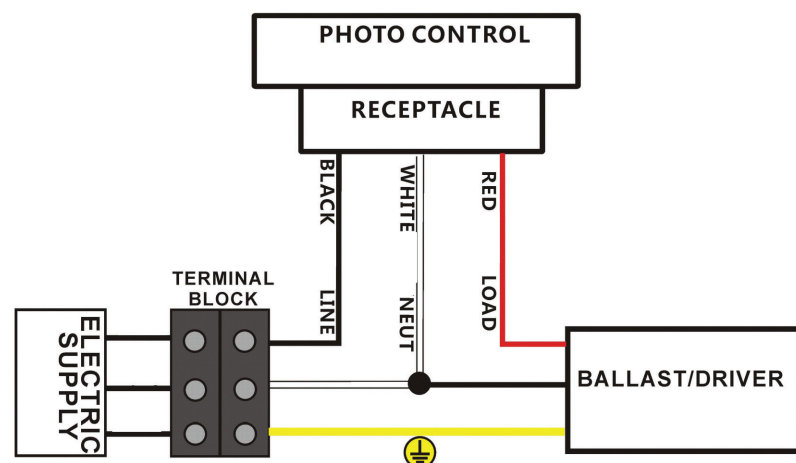 PHOTO CONTROL
RECEPTACLE
BLACK
WHITE
RED
LINE
NEUT
LOAD
TERMINAL
BLOCK
ELECTRIC
SUPPLY
BALLAST/DRIVER